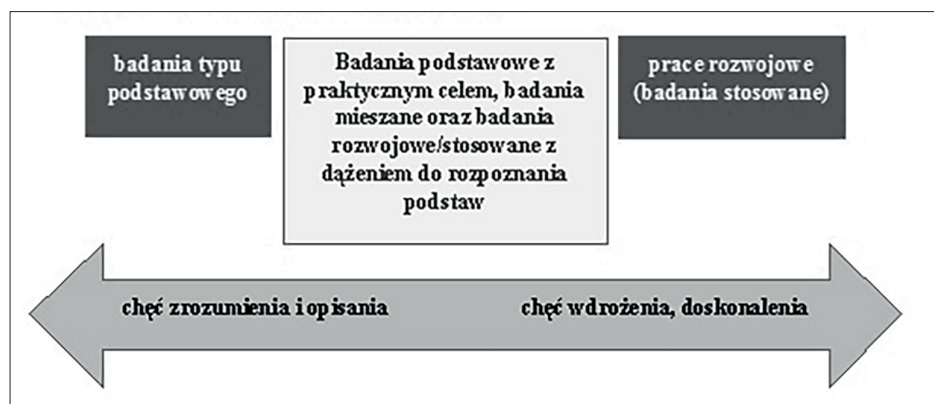 badania typu
podstawowego
Badania podstawowe z
praktycznym celem, badania
mieszane oraz badania
rozwojowe/stosowane z
dążeniem do rozpoznania
podstaw
prace rozwojowe
(badania stosowane)
chęć zrozumienia i opisania
chęć wdrożenia, doskonalenia